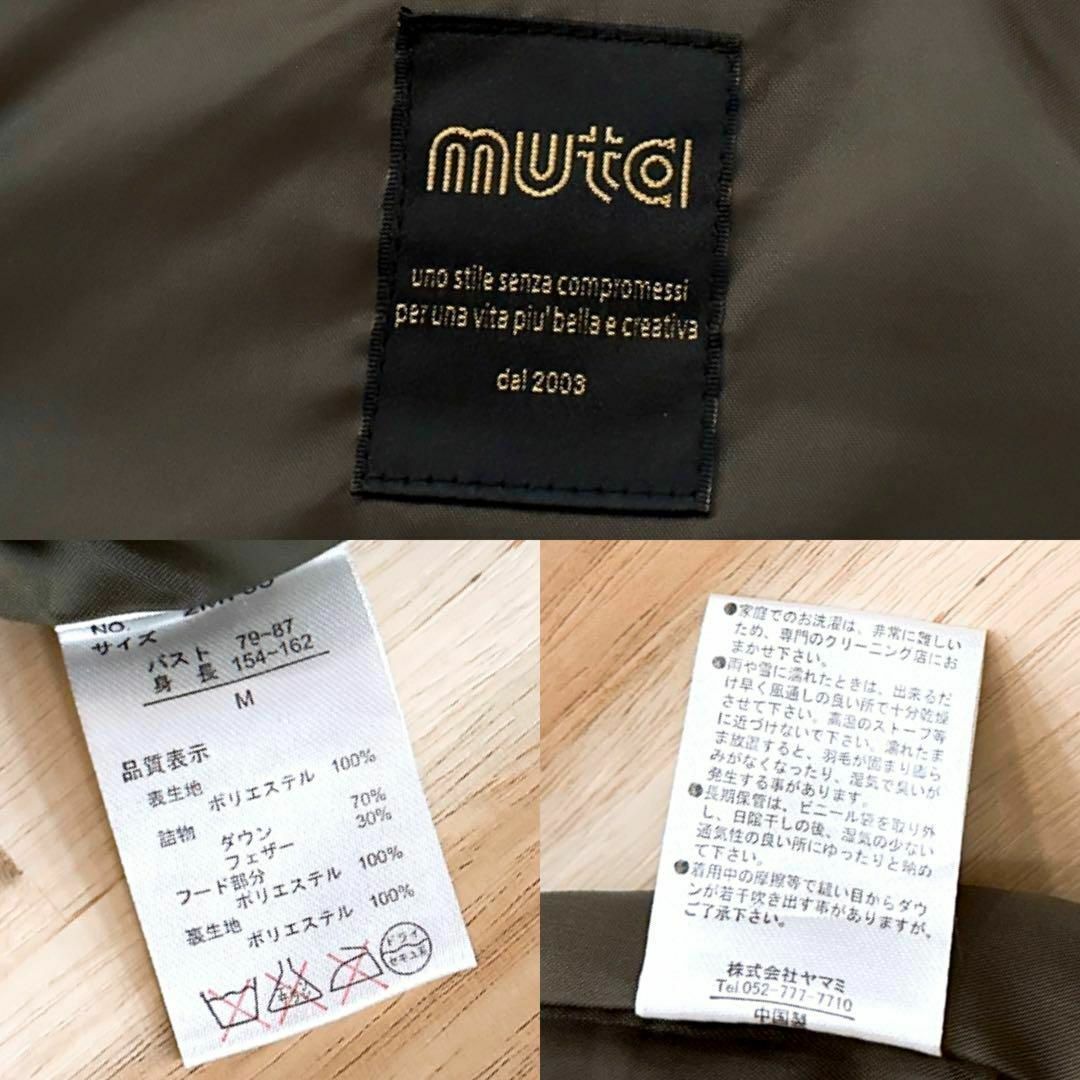 muta
uno stile senza compromessi
per una vita piu' bella e creativa
dal 2003
NO.
サイズ
バスト 79~87
身長 154~162
M
品質表示
表生地 ポリエステル 100%
詰物 ダウン 70%
フェザー 30%
フード部分
ポリエステル 100%
裏生地 ポリエステル 100%
エンソサラシ
ドライ
セキユ系
●家庭でのお洗濯は、非常に難しい
ため、専門のクリーニング店にお
まかせ下さい。
●雨や雪に濡れたときは、出来るだ
け早く風通しの良い所で十分乾燥
させて下さい。高温のストーブ等
に近づけないで下さい。濡れたま
ま放置すると、羽毛が固まり膨ら
みがなくなったり、湿気で臭いが
発生する事があります。
●長期保管は、ビニール袋を取り外
し、日陰干しの後、湿気の少ない
通気性の良い所にゆったりと納め
て下さい。
●着用中の摩擦等で縫い目からダウ
ンが若干吹き出す事がありますが、
ご了承下さい。
株式会社ヤマミ
Tel.052-777-7710
中国製